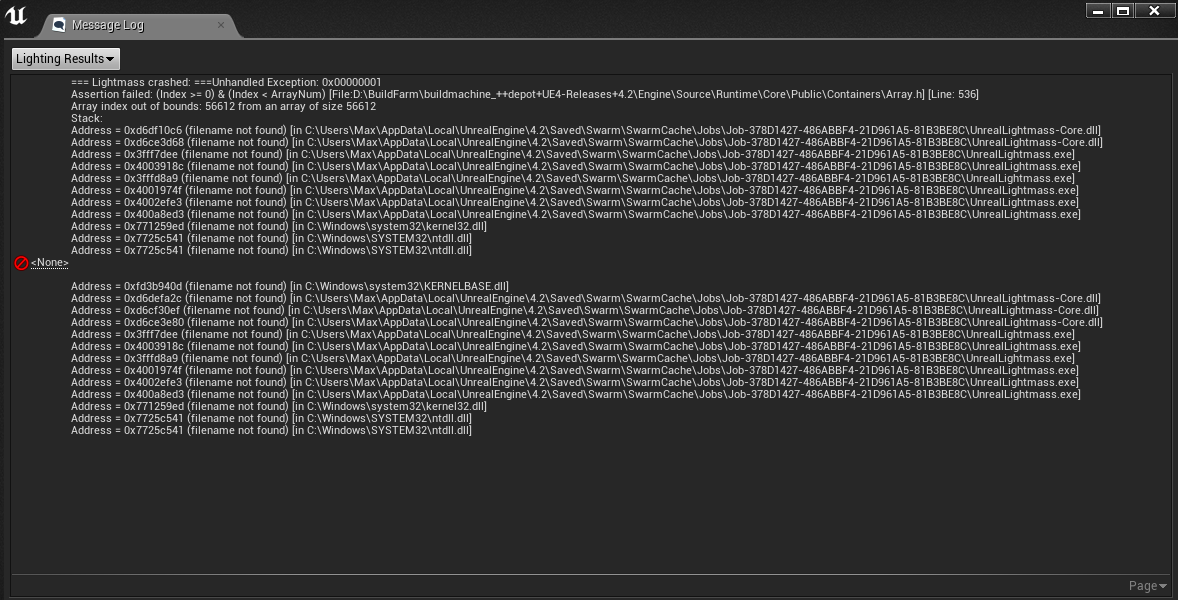 Message Log
Lighting Results
=== Lightmass crashed: ===Unhandled Exception: 0x00000001
Assertion failed: (Index >= 0) & (Index < ArrayNum) [File:D:\BuildFarm\buildmachine_++depot+UE4-Releases+4.2\Engine\Source\Runtime\Core\Public\Containers\Array.h] [Line: 536]
Array index out of bounds: 56612 from an array of size 56612
Stack:
Address = 0xd6df10c6 (filename not found) [in C:\Users\Max\AppData\Local\UnrealEngine\4.2\Saved\Swarm\SwarmCache\Jobs\Job-378D1427-486ABBF4-21D961A5-81B3BE8C\UnrealLightmass-Core.dll]
Address = 0xd6ce3d68 (filename not found) [in C:\Users\Max\AppData\Local\UnrealEngine\4.2\Saved\Swarm\SwarmCache\Jobs\Job-378D1427-486ABBF4-21D961A5-81B3BE8C\UnrealLightmass-Core.dll]
Address = 0x3fff7dee (filename not found) [in C:\Users\Max\AppData\Local\UnrealEngine\4.2\Saved\Swarm\SwarmCache\Jobs\Job-378D1427-486ABBF4-21D961A5-81B3BE8C\UnrealLightmass.exe]
Address = 0x4003918c (filename not found) [in C:\Users\Max\AppData\Local\UnrealEngine\4.2\Saved\Swarm\SwarmCache\Jobs\Job-378D1427-486ABBF4-21D961A5-81B3BE8C\UnrealLightmass.exe]
Address = 0x3fffd8a9 (filename not found) [in C:\Users\Max\AppData\Local\UnrealEngine\4.2\Saved\Swarm\SwarmCache\Jobs\Job-378D1427-486ABBF4-21D961A5-81B3BE8C\UnrealLightmass.exe]
Address = 0x4001974f (filename not found) [in C:\Users\Max\AppData\Local\UnrealEngine\4.2\Saved\Swarm\SwarmCache\Jobs\Job-378D1427-486ABBF4-21D961A5-81B3BE8C\UnrealLightmass.exe]
Address = 0x4002efe3 (filename not found) [in C:\Users\Max\AppData\Local\UnrealEngine\4.2\Saved\Swarm\SwarmCache\Jobs\Job-378D1427-486ABBF4-21D961A5-81B3BE8C\UnrealLightmass.exe]
Address = 0x400a8ed3 (filename not found) [in C:\Users\Max\AppData\Local\UnrealEngine\4.2\Saved\Swarm\SwarmCache\Jobs\Job-378D1427-486ABBF4-21D961A5-81B3BE8C\UnrealLightmass.exe]
Address = 0x771259ed (filename not found) [in C:\Windows\system32\kernel32.dll]
Address = 0x7725c541 (filename not found) [in C:\Windows\SYSTEM32\ntdll.dll]
Address = 0x7725c541 (filename not found) [in C:\Windows\SYSTEM32\ntdll.dll]
<None>
Address = 0xfd3b940d (filename not found) [in C:\Windows\system32\KERNELBASE.dll]
Address = 0xd6defa2c (filename not found) [in C:\Users\Max\AppData\Local\UnrealEngine\4.2\Saved\Swarm\SwarmCache\Jobs\Job-378D1427-486ABBF4-21D961A5-81B3BE8C\UnrealLightmass-Core.dll]
Address = 0xd6cf30ef (filename not found) [in C:\Users\Max\AppData\Local\UnrealEngine\4.2\Saved\Swarm\SwarmCache\Jobs\Job-378D1427-486ABBF4-21D961A5-81B3BE8C\UnrealLightmass-Core.dll]
Address = 0xd6ce3e80 (filename not found) [in C:\Users\Max\AppData\Local\UnrealEngine\4.2\Saved\Swarm\SwarmCache\Jobs\Job-378D1427-486ABBF4-21D961A5-81B3BE8C\UnrealLightmass-Core.dll]
Address = 0x3fff7dee (filename not found) [in C:\Users\Max\AppData\Local\UnrealEngine\4.2\Saved\Swarm\SwarmCache\Jobs\Job-378D1427-486ABBF4-21D961A5-81B3BE8C\UnrealLightmass.exe]
Address = 0x4003918c (filename not found) [in C:\Users\Max\AppData\Local\UnrealEngine\4.2\Saved\Swarm\SwarmCache\Jobs\Job-378D1427-486ABBF4-21D961A5-81B3BE8C\UnrealLightmass.exe]
Address = 0x3fffd8a9 (filename not found) [in C:\Users\Max\AppData\Local\UnrealEngine\4.2\Saved\Swarm\SwarmCache\Jobs\Job-378D1427-486ABBF4-21D961A5-81B3BE8C\UnrealLightmass.exe]
Address = 0x4001974f (filename not found) [in C:\Users\Max\AppData\Local\UnrealEngine\4.2\Saved\Swarm\SwarmCache\Jobs\Job-378D1427-486ABBF4-21D961A5-81B3BE8C\UnrealLightmass.exe]
Address = 0x4002efe3 (filename not found) [in C:\Users\Max\AppData\Local\UnrealEngine\4.2\Saved\Swarm\SwarmCache\Jobs\Job-378D1427-486ABBF4-21D961A5-81B3BE8C\UnrealLightmass.exe]
Address = 0x400a8ed3 (filename not found) [in C:\Users\Max\AppData\Local\UnrealEngine\4.2\Saved\Swarm\SwarmCache\Jobs\Job-378D1427-486ABBF4-21D961A5-81B3BE8C\UnrealLightmass.exe]
Address = 0x771259ed (filename not found) [in C:\Windows\system32\kernel32.dll]
Address = 0x7725c541 (filename not found) [in C:\Windows\SYSTEM32\ntdll.dll]
Address = 0x7725c541 (filename not found) [in C:\Windows\SYSTEM32\ntdll.dll]
Page